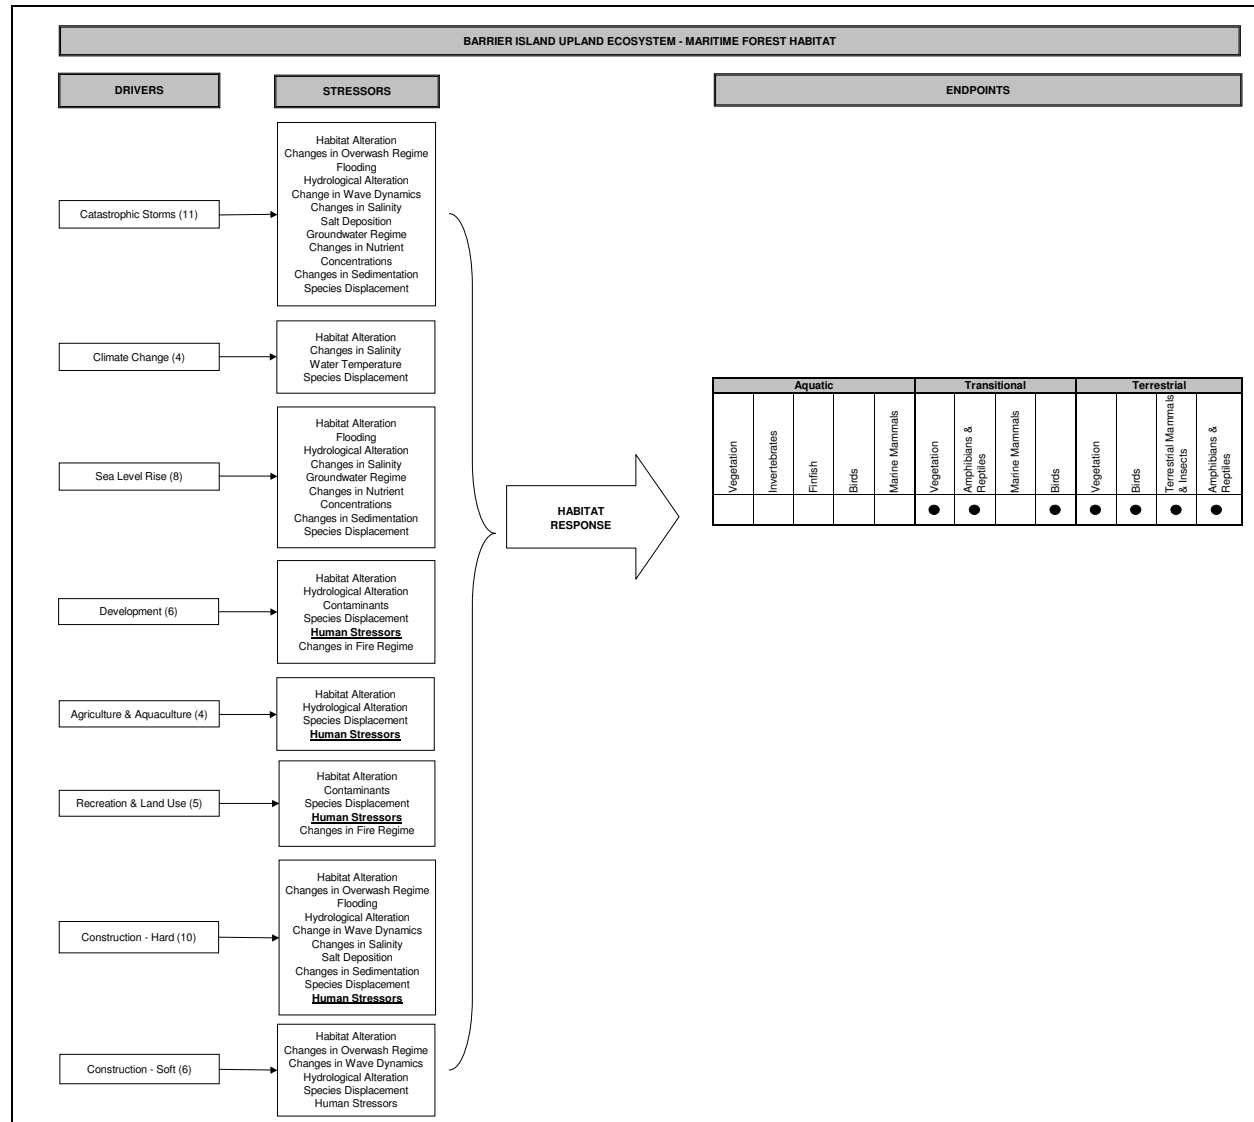 BARRIER ISLAND UPLAND ECOSYSTEM - MARITIME FOREST HABITAT
DRIVERS
STRESSORS
ENDPOINTS
Catastrophic Storms (11)
Habitat Alteration
Changes in Overwash Regime
Flooding
Hydrological Alteration
Change in Wave Dynamics
Changes in Salinity
Salt Deposition
Groundwater Regime
Changes in Nutrient
Concentrations
Changes in Sedimentation
Species Displacement
Climate Change (4)
Habitat Alteration
Changes in Salinity
Water Temperature
Species Displacement
Sea Level Rise (8)
Habitat Alteration
Flooding
Hydrological Alteration
Changes in Salinity
Groundwater Regime
Changes in Nutrient
Concentrations
Changes in Sedimentation
Species Displacement
Development (6)
Habitat Alteration
Hydrological Alteration
Contaminants
Species Displacement
Human Stressors
Changes in Fire Regime
Agriculture & Aquaculture (4)
Habitat Alteration
Hydrological Alteration
Species Displacement
Human Stressors
Recreation & Land Use (5)
Habitat Alteration
Contaminants
Species Displacement
Human Stressors
Changes in Fire Regime
Construction - Hard (10)
Habitat Alteration
Changes in Overwash Regime
Flooding
Hydrological Alteration
Change in Wave Dynamics
Changes in Salinity
Salt Deposition
Changes in Sedimentation
Species Displacement
Human Stressors
Construction - Soft (6)
Habitat Alteration
Changes in Overwash Regime
Changes in Wave Dynamics
Hydrological Alteration
Species Displacement
Human Stressors
HABITAT
RESPONSE
Aquatic
Transitional
Terrestrial
Vegetation
Invertebrates
Finfish
Birds
Marine Mammals
Vegetation
Amphibians &
Reptiles
Marine Mammals
Birds
Vegetation
Birds
Terrestrial Mammals
& Insects
Amphibians &
Reptiles